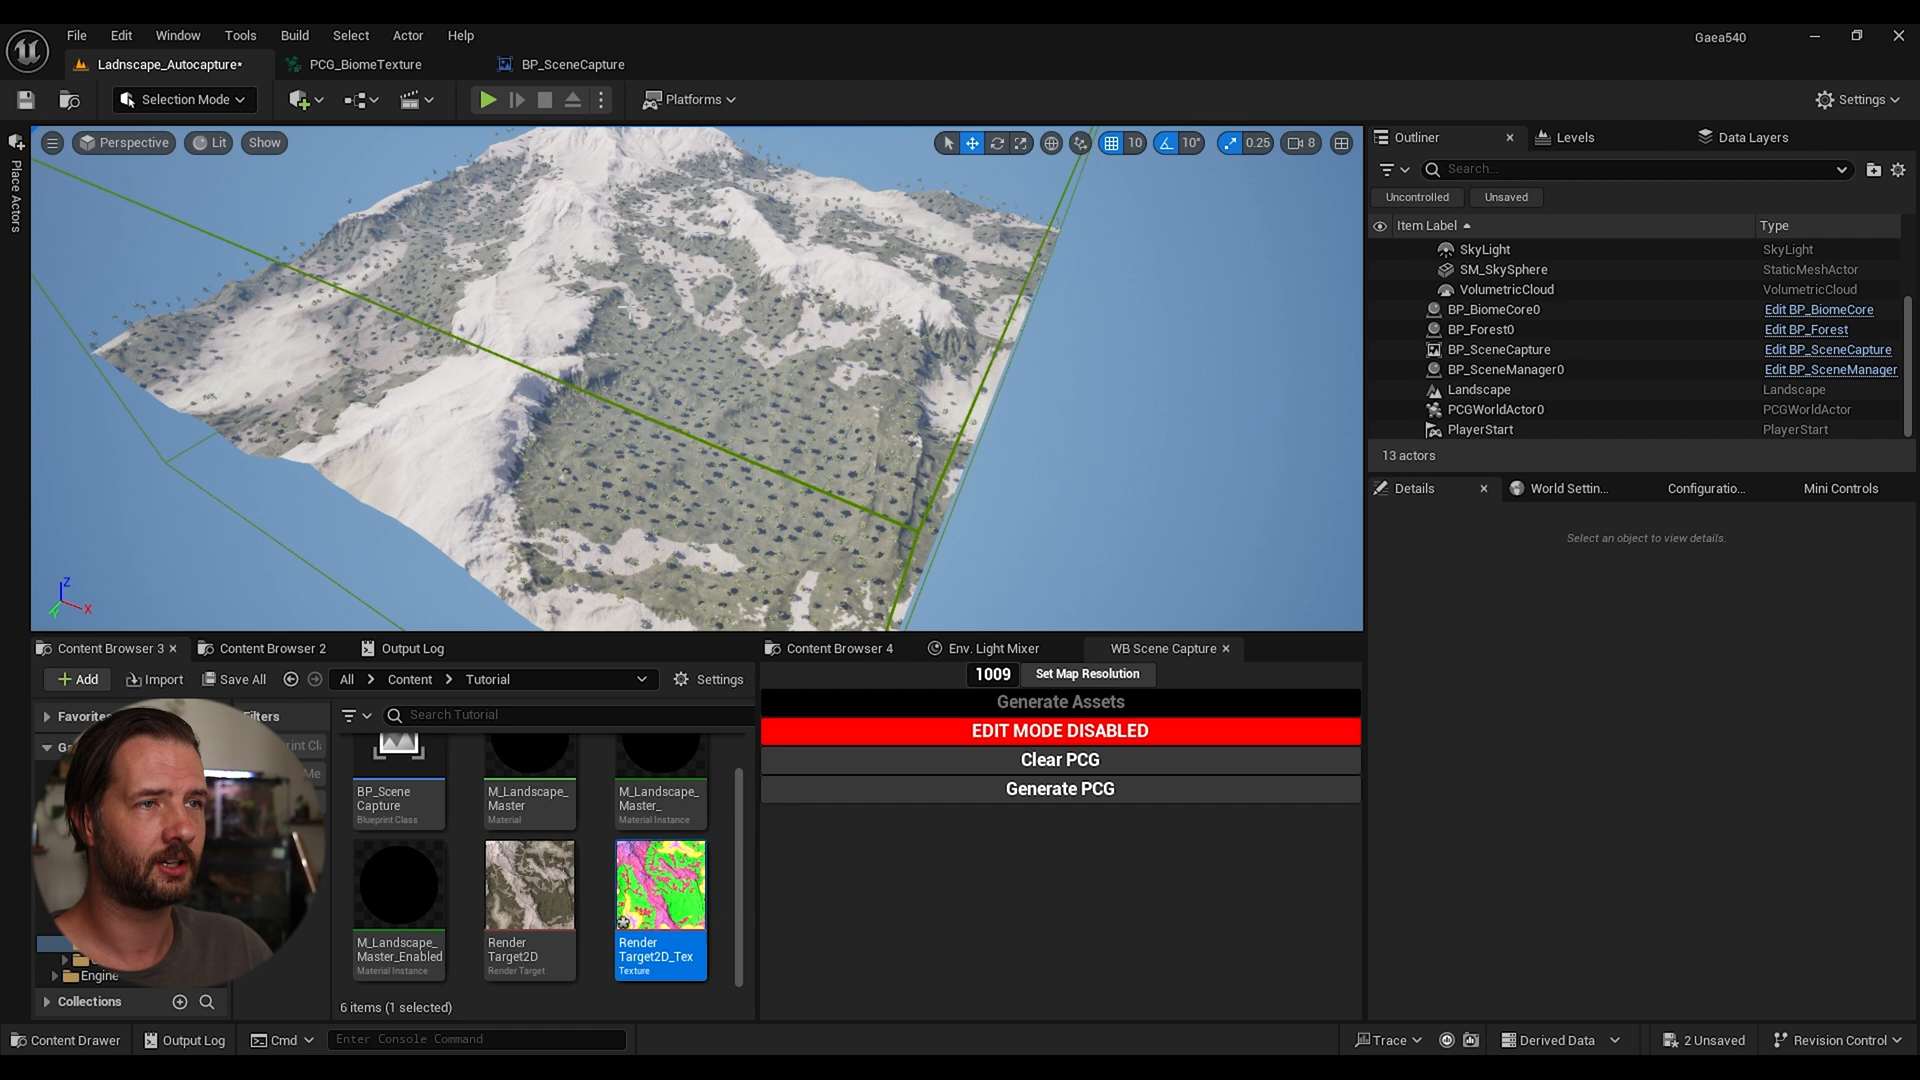 File Edit Window Tools Build Select Actor Help
Gaea540
Ladnscape_Autocapture* PCG_BiomeTexture BP_SceneCapture
Selection Mode
Platforms
Settings
Place Actors
Perspective Lit Show
10 10° 0.25 8
Z
X
Outliner Levels Data Layers
Search...
Uncontrolled Unsaved
Item Label Type
SkyLight SkyLight
SM_SkySphere StaticMeshActor
VolumetricCloud VolumetricCloud
BP_BiomeCore0 Edit BP_BiomeCore
BP_Forest0 Edit BP_Forest
BP_SceneCapture Edit BP_SceneCapture
BP_SceneManager0 Edit BP_SceneManager
Landscape Landscape
PCGWorldActor0 PCGWorldActor
PlayerStart PlayerStart
13 actors
Details World Settin... Configuratio... Mini Controls
Select an object to view details.
Content Browser 3 Content Browser 2 Output Log
Add Import Save All All Content Tutorial Settings
Search Tutorial
BP_Scene
Capture
Blueprint Class
M_Landscape_
Master
Material
M_Landscape_
Master_
Material Instance
M_Landscape_
Master_Enabled
Material Instance
Render
Target2D
Render Target
Render
Target2D_Tex
Texture
6 items (1 selected)
Engine
Collections
Content Browser 4 Env. Light Mixer WB Scene Capture
1009 Set Map Resolution
Generate Assets
EDIT MODE DISABLED
Clear PCG
Generate PCG
Content Drawer Output Log Cmd Enter Console Command
Trace Derived Data 2 Unsaved Revision Control